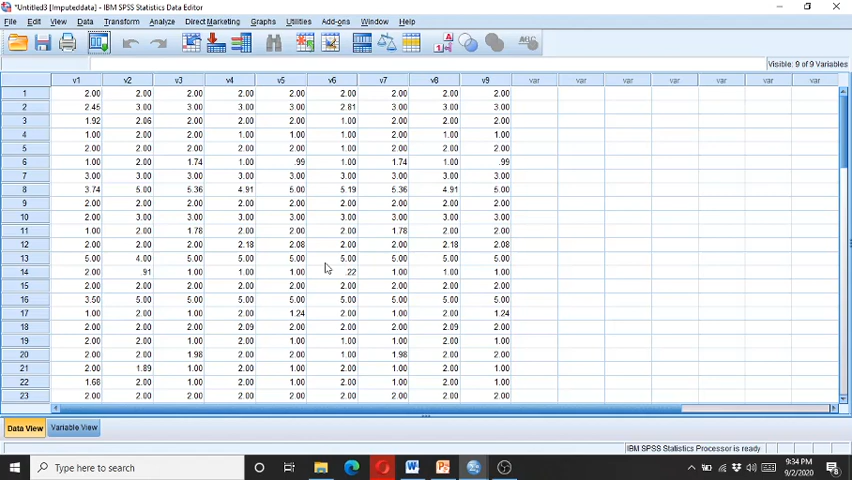 *Untitled3 [Imputeddata] - IBM SPSS Statistics Data Editor
File Edit View Data Transform Analyze Direct Marketing Graphs Utilities Add-ons Window Help
Visible: 9 of 9 Variables
v1 v2 v3 v4 v5 v6 v7 v8 v9 var var var var var var
1 2.00 2.00 2.00 2.00 2.00 2.00 2.00 2.00 2.00
2 2.45 3.00 3.00 3.00 3.00 2.81 3.00 3.00 3.00
3 1.92 2.06 2.00 2.00 2.00 1.00 2.00 2.00 2.00
4 1.00 2.00 2.00 1.00 1.00 1.00 2.00 1.00 1.00
5 2.00 2.00 2.00 2.00 2.00 1.00 2.00 2.00 2.00
6 1.00 2.00 1.74 1.00 .99 1.00 1.74 1.00 .99
7 3.00 3.00 3.00 3.00 3.00 3.00 3.00 3.00 3.00
8 3.74 5.00 5.36 4.91 5.00 5.19 5.36 4.91 5.00
9 2.00 2.00 2.00 2.00 2.00 2.00 2.00 2.00 2.00
10 2.00 3.00 3.00 3.00 3.00 3.00 3.00 3.00 3.00
11 1.00 2.00 1.78 2.00 2.00 2.00 1.78 2.00 2.00
12 2.00 2.00 2.00 2.18 2.08 2.00 2.00 2.18 2.08
13 5.00 4.00 5.00 5.00 5.00 5.00 5.00 5.00 5.00
14 2.00 .91 1.00 1.00 1.00 .22 1.00 1.00 1.00
15 2.00 2.00 2.00 2.00 2.00 2.00 2.00 2.00 2.00
16 3.50 5.00 5.00 5.00 5.00 5.00 5.00 5.00 5.00
17 1.00 2.00 1.00 2.00 1.24 2.00 1.00 2.00 1.24
18 2.00 2.00 2.00 2.09 2.00 2.00 2.00 2.09 2.00
19 2.00 2.00 1.00 2.00 1.00 1.00 1.00 2.00 1.00
20 2.00 2.00 1.98 2.00 2.00 1.00 1.98 2.00 2.00
21 2.00 1.89 1.00 2.00 1.00 2.00 1.00 2.00 1.00
22 1.68 2.00 1.00 2.00 1.00 2.00 1.00 2.00 1.00
23 2.00 2.00 2.00 2.00 2.00 2.00 2.00 2.00 2.00
Data View Variable View
IBM SPSS Statistics Processor is ready
Type here to search
9:34 PM
9/2/2020